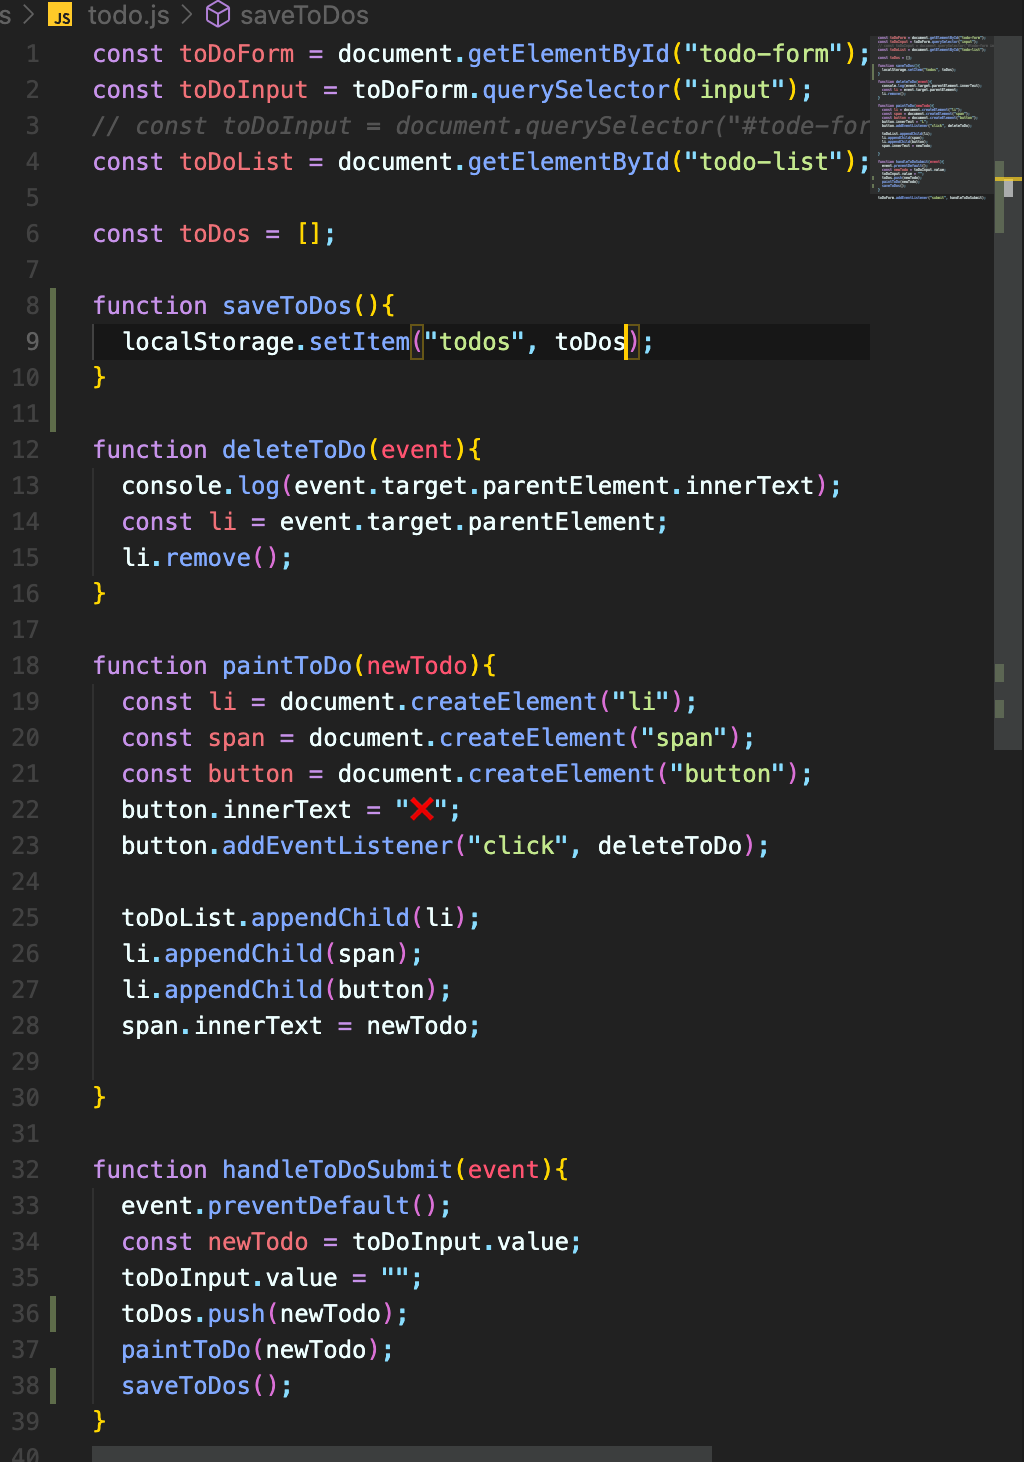 s > JS todo.js > saveToDos
1 const toDoForm = document.getElementById("todo-form");
2 const toDoInput = toDoForm.querySelector("input");
3 // const toDoInput = document.querySelector("#tode-for
4 const toDoList = document.getElementById("todo-list");
5
6 const toDos = [];
7
8 function saveToDos(){
9 localStorage.setItem("todos", toDos);
10 }
11
12 function deleteToDo(event){
13 console.log(event.target.parentElement.innerText);
14 const li = event.target.parentElement;
15 li.remove();
16 }
17
18 function paintToDo(newTodo){
19 const li = document.createElement("li");
20 const span = document.createElement("span");
21 const button = document.createElement("button");
22 button.innerText = "❌";
23 button.addEventListener("click", deleteToDo);
24
25 toDoList.appendChild(li);
26 li.appendChild(span);
27 li.appendChild(button);
28 span.innerText = newTodo;
29
30 }
31
32 function handleToDoSubmit(event){
33 event.preventDefault();
34 const newTodo = toDoInput.value;
35 toDoInput.value = "";
36 toDos.push(newTodo);
37 paintToDo(newTodo);
38 saveToDos();
39 }
40